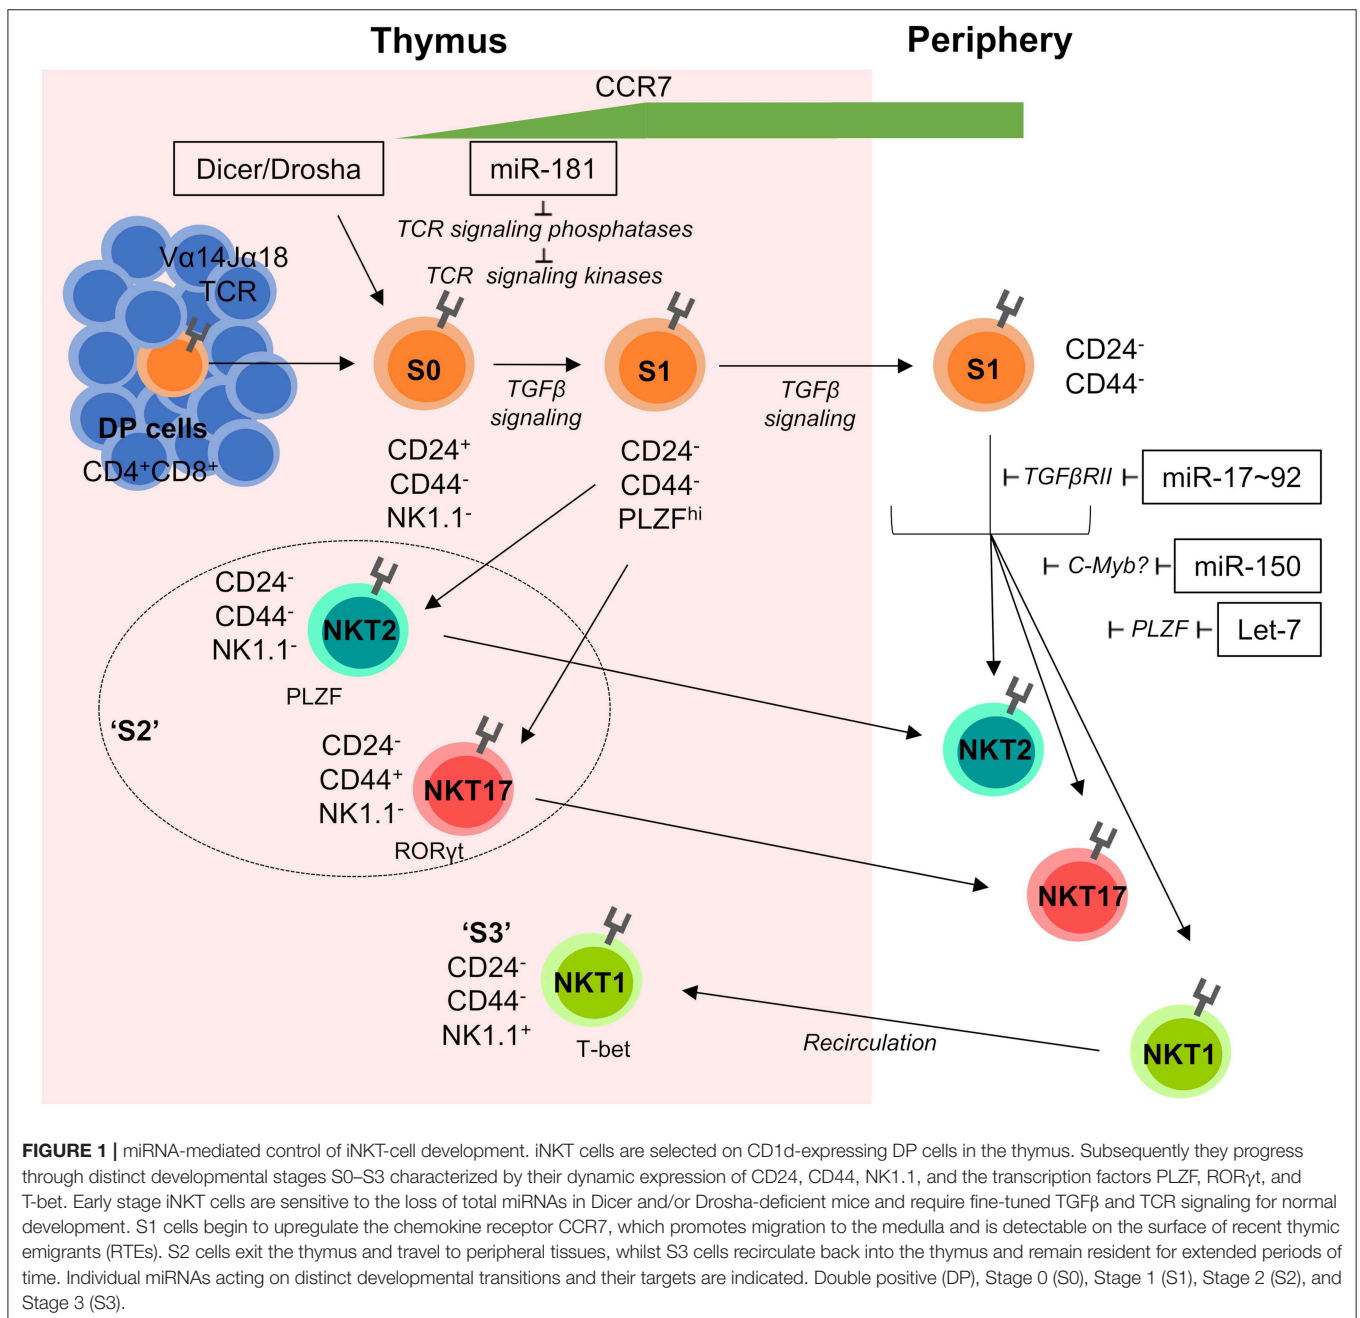 Thymus
Periphery
CCR7
Dicer/Drosha
miR-181
TCR signaling phosphatases
TCR signaling kinases
Vα14Jα18
TCR
DP cells
CD4⁺CD8⁺
S0
TGFβ
signaling
S1
TGFβ
signaling
S1
CD24⁻
CD44⁻
CD24⁺
CD44⁻
NK1.1⁻
CD24⁻
CD44⁻
PLZFʰⁱ
TGFβRII
miR-17~92
C-Myb?
miR-150
PLZF
Let-7
CD24⁻
CD44⁻
NK1.1⁻
NKT2
PLZF
‘S2’
CD24⁻
CD44⁺
NK1.1⁻
NKT17
RORγt
NKT2
NKT17
‘S3’
CD24⁻
CD44⁻
NK1.1⁺
NKT1
T-bet
Recirculation
NKT1
FIGURE 1 | miRNA-mediated control of iNKT-cell development. iNKT cells are selected on CD1d-expressing DP cells in the thymus. Subsequently they progress
through distinct developmental stages S0–S3 characterized by their dynamic expression of CD24, CD44, NK1.1, and the transcription factors PLZF, RORγt, and
T-bet. Early stage iNKT cells are sensitive to the loss of total miRNAs in Dicer and/or Drosha-deficient mice and require fine-tuned TGFβ and TCR signaling for normal
development. S1 cells begin to upregulate the chemokine receptor CCR7, which promotes migration to the medulla and is detectable on the surface of recent thymic
emigrants (RTEs). S2 cells exit the thymus and travel to peripheral tissues, whilst S3 cells recirculate back into the thymus and remain resident for extended periods of
time. Individual miRNAs acting on distinct developmental transitions and their targets are indicated. Double positive (DP), Stage 0 (S0), Stage 1 (S1), Stage 2 (S2), and
Stage 3 (S3).